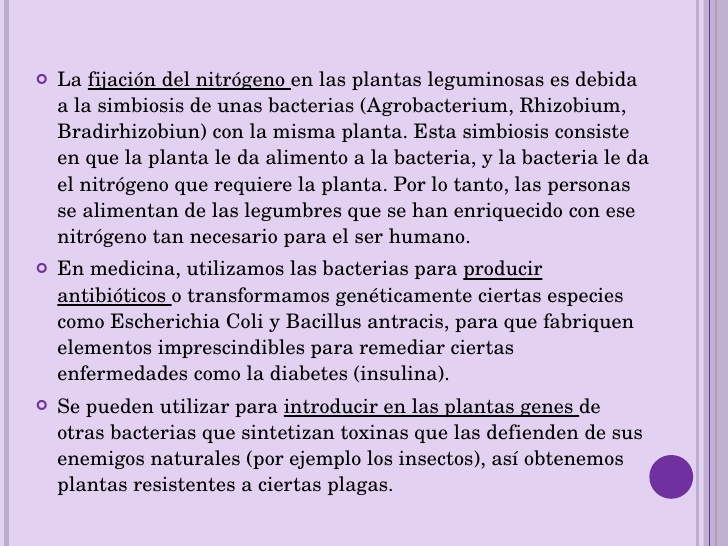 La fijación del nitrógeno en las plantas leguminosas es debida
a la simbiosis de unas bacterias (Agrobacterium, Rhizobium,
Bradirhizobiun) con la misma planta. Esta simbiosis consiste
en que la planta le da alimento a la bacteria, y la bacteria le da
el nitrógeno que requiere la planta. Por lo tanto, las personas
se alimentan de las legumbres que se han enriquecido con ese
nitrógeno tan necesario para el ser humano.
En medicina, utilizamos las bacterias para producir
antibióticos o transformamos genéticamente ciertas especies
como Escherichia Coli y Bacillus antracis, para que fabriquen
elementos imprescindibles para remediar ciertas
enfermedades como la diabetes (insulina).
Se pueden utilizar para introducir en las plantas genes de
otras bacterias que sintetizan toxinas que las defienden de sus
enemigos naturales (por ejemplo los insectos), así obtenemos
plantas resistentes a ciertas plagas.